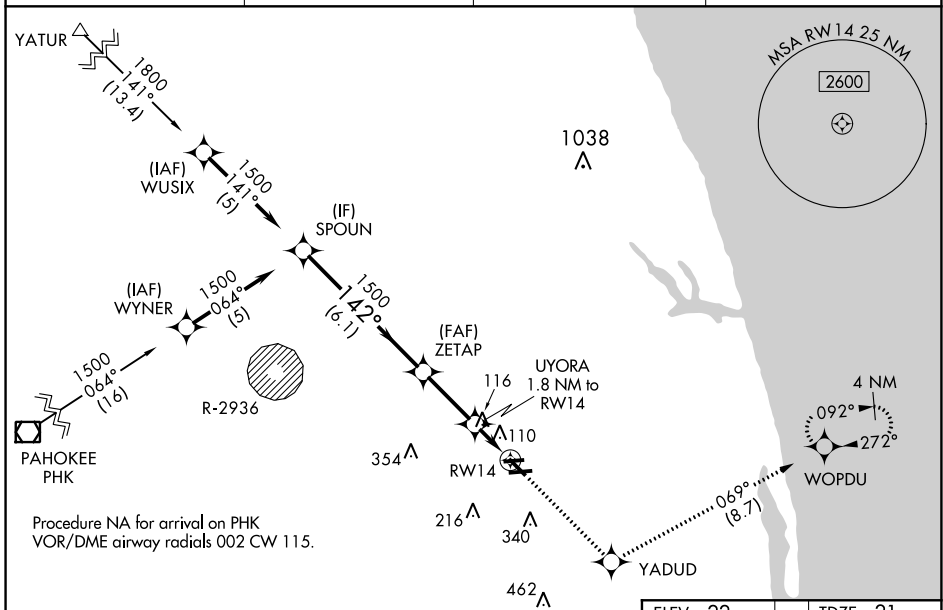 YATUR
1800
141°
(13.4)
MSA RW14 25 NM
2600
1038
(IAF)
WUSIX
1500
141°
(5)
(IF)
SPOUN
(IAF)
WYNER
1500
064°
(5)
1500
142°
(6.1)
(FAF)
ZETAP
1500
064°
(16)
R-2936
UYORA
1.8 NM to
RW14
116
110
4 NM
092°
272°
WOPDU
PAHOKEE
PHK
354
RW14
069°
(8.7)
216
340
Procedure NA for arrival on PHK
VOR/DME airway radials 002 CW 115.
YADUD
462